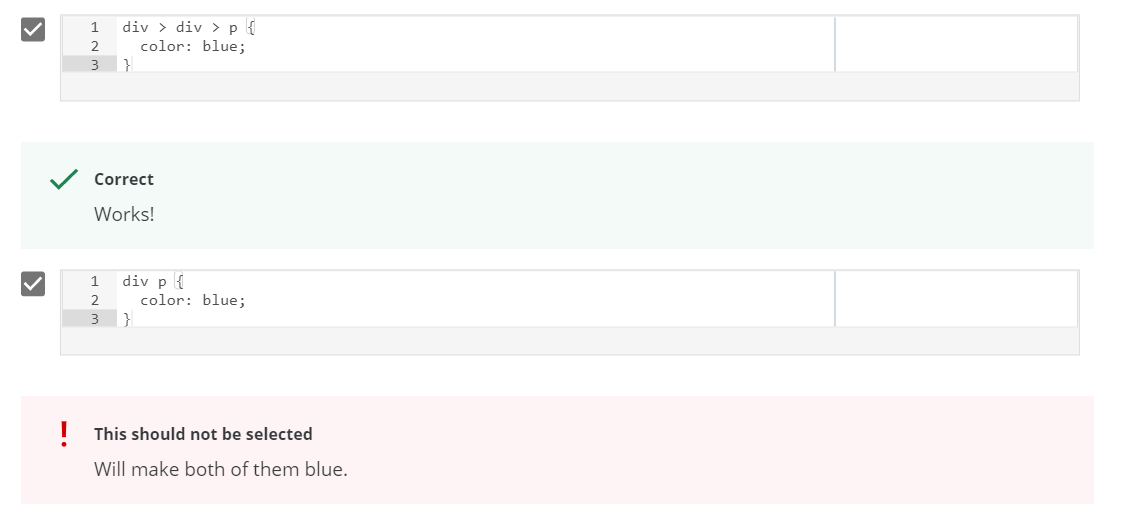 1 div > div > p {
2 color: blue;
3 }
Correct
Works!
1 div p {
2 color: blue;
3 }
This should not be selected
Will make both of them blue.